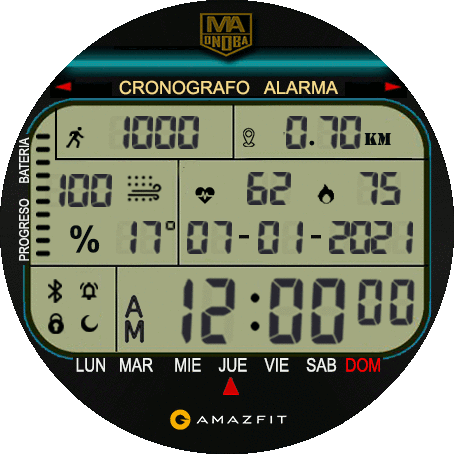 MA
ONOBA
CRONOGRAFO ALARMA
BATERIA
PROGRESO
1000 0.70 KM
100 62 75
% 17° 07-01-2021
AM 12:00 00
LUN MAR MIE JUE VIE SAB DOM
AMAZFIT